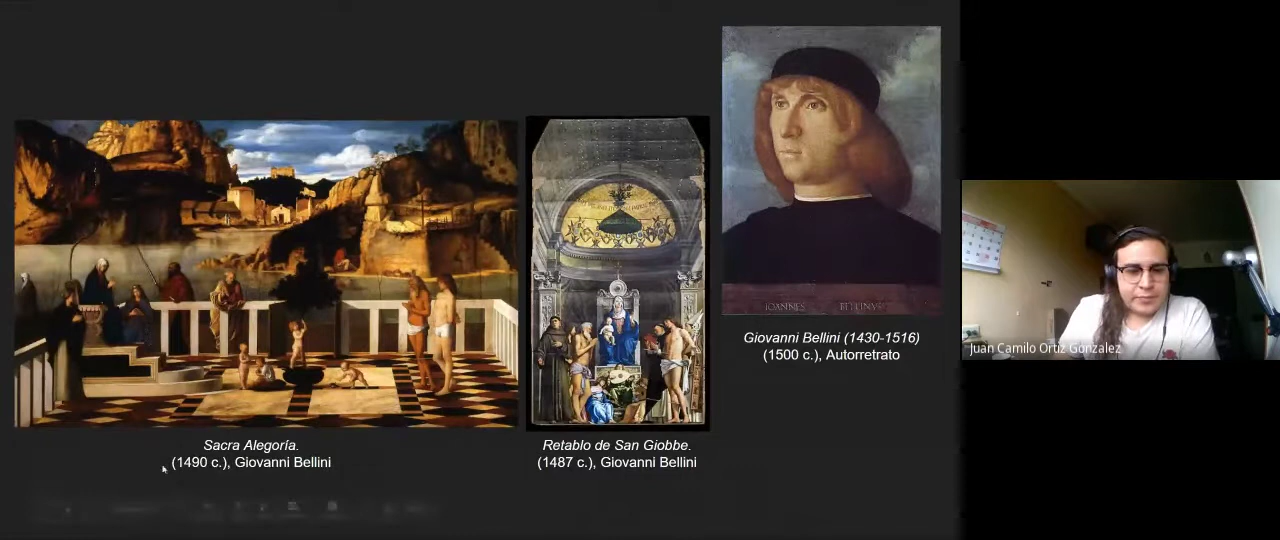 IOANNES BELLINVS
Giovanni Bellini (1430-1516)
(1500 c.), Autorretrato
Sacra Alegoría.
(1490 c.), Giovanni Bellini
Retablo de San Giobbe.
(1487 c.), Giovanni Bellini
Juan Camilo Ortiz Gonzalez